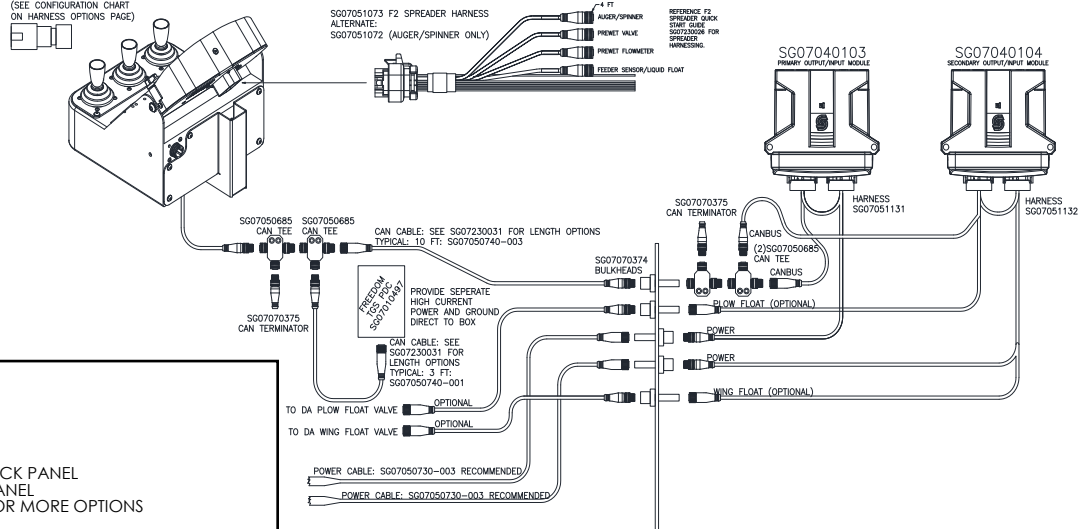 (SEE CONFIGURATION CHART
ON HARNESS OPTIONS PAGE)
SG07051073 F2 SPREADER HARNESS
ALTERNATE:
SG07051072 (AUGER/SPINNER ONLY)
4 FT
AUGER/SPINNER
PREWET VALVE
PREWET FLOWMETER
FEEDER SENSOR/LIQUID FLOAT
REFERENCE F2
SPREADER QUICK
START GUIDE
SG07230026 FOR
SPREADER
HARNESSING.
SG07040103
PRIMARY OUTPUT/INPUT MODULE
SG07040104
SECONDARY OUTPUT/INPUT MODULE
HARNESS
SG07051131
HARNESS
SG07051132
SG07050685
CAN TEE
SG07050685
CAN TEE
CAN CABLE: SEE SG07230031 FOR LENGTH OPTIONS
TYPICAL: 10 FT: SG07050740-003
SG07070375
CAN TERMINATOR
CANBUS
(2)SG07050685
CAN TEE
CANBUS
SG07070374
BULKHEADS
SG07070375
CAN TERMINATOR
FREEDOM
TGS PDC
SG07010497
PROVIDE SEPERATE
HIGH CURRENT
POWER AND GROUND
DIRECT TO BOX
CAN CABLE: SEE
SG07230031 FOR
LENGTH OPTIONS
TYPICAL: 3 FT:
SG07050740-001
PLOW FLOAT (OPTIONAL)
POWER
POWER
WING FLOAT (OPTIONAL)
TO DA PLOW FLOAT VALVE
OPTIONAL
TO DA WING FLOAT VALVE
OPTIONAL
POWER CABLE: SG07050730-003 RECOMMENDED
POWER CABLE: SG07050730-003 RECOMMENDED
CK PANEL
ANEL
OR MORE OPTIONS